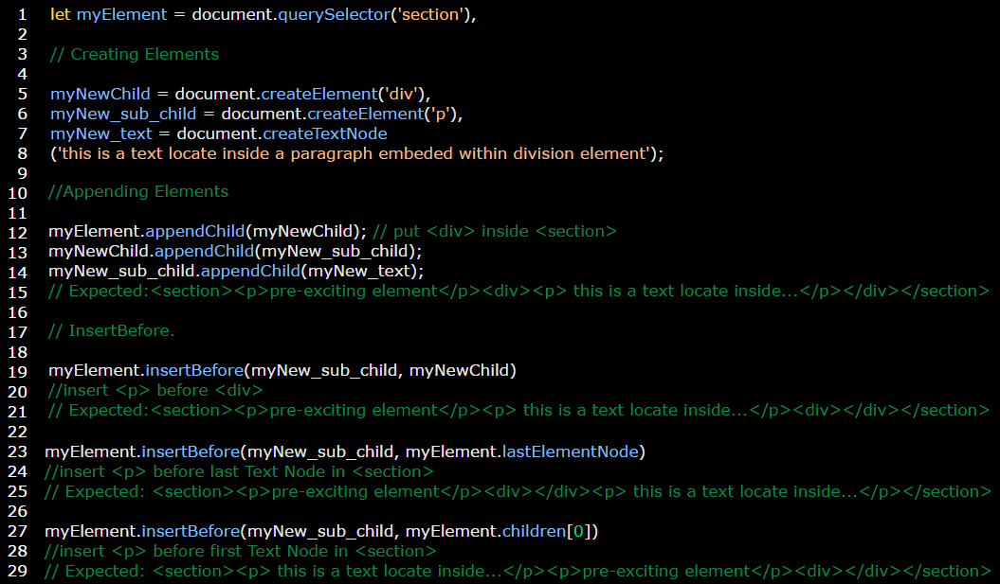 1 let myElement = document.querySelector('section'),
2
3 // Creating Elements
4
5 myNewChild = document.createElement('div'),
6 myNew_sub_child = document.createElement('p'),
7 myNew_text = document.createTextNode
8 ('this is a text locate inside a paragraph embeded within division element');
9
10 //Appending Elements
11
12 myElement.appendChild(myNewChild); // put <div> inside <section>
13 myNewChild.appendChild(myNew_sub_child);
14 myNew_sub_child.appendChild(myNew_text);
15 // Expected:<section><p>pre-exciting element</p><div><p> this is a text locate inside...</p></div></section>
16
17 // InsertBefore.
18
19 myElement.insertBefore(myNew_sub_child, myNewChild)
20 //insert <p> before <div>
21 // Expected:<section><p>pre-exciting element</p><p> this is a text locate inside...</p><div></div></section>
22
23 myElement.insertBefore(myNew_sub_child, myElement.lastElementNode)
24 //insert <p> before last Text Node in <section>
25 // Expected: <section><p>pre-exciting element</p><div></div><p> this is a text locate inside...</p></section>
26
27 myElement.insertBefore(myNew_sub_child, myElement.children[0])
28 //insert <p> before first Text Node in <section>
29 // Expected: <section><p> this is a text locate inside...</p><p>pre-exciting element</p><div></div></section>